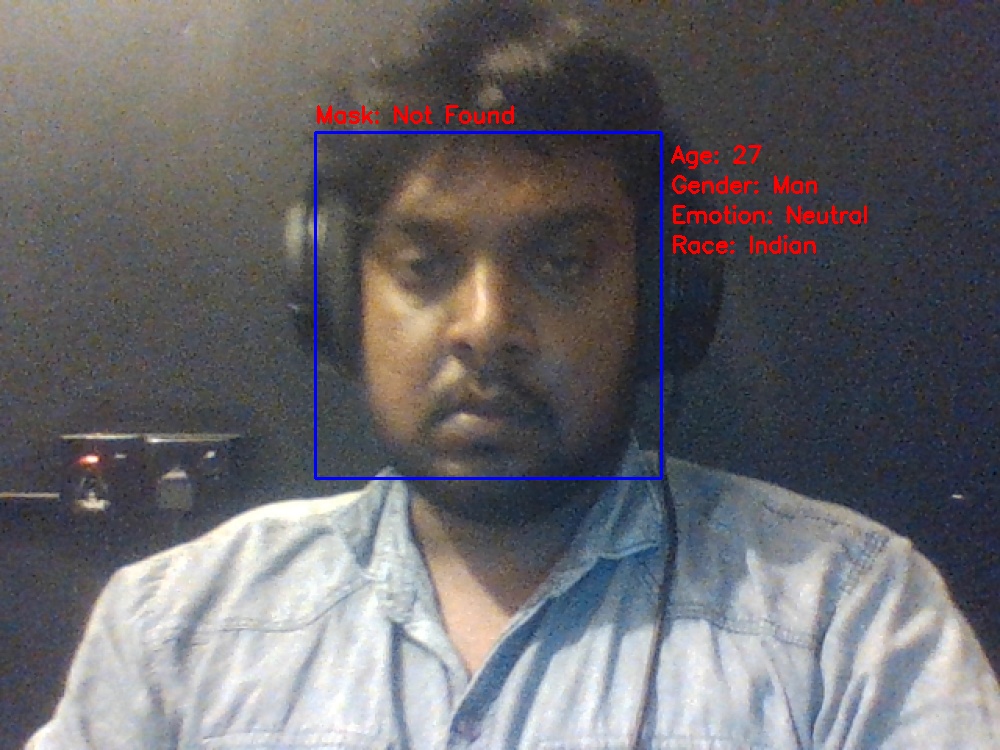 Mask: Not Found
Age: 27
Gender: Man
Emotion: Neutral
Race: Indian